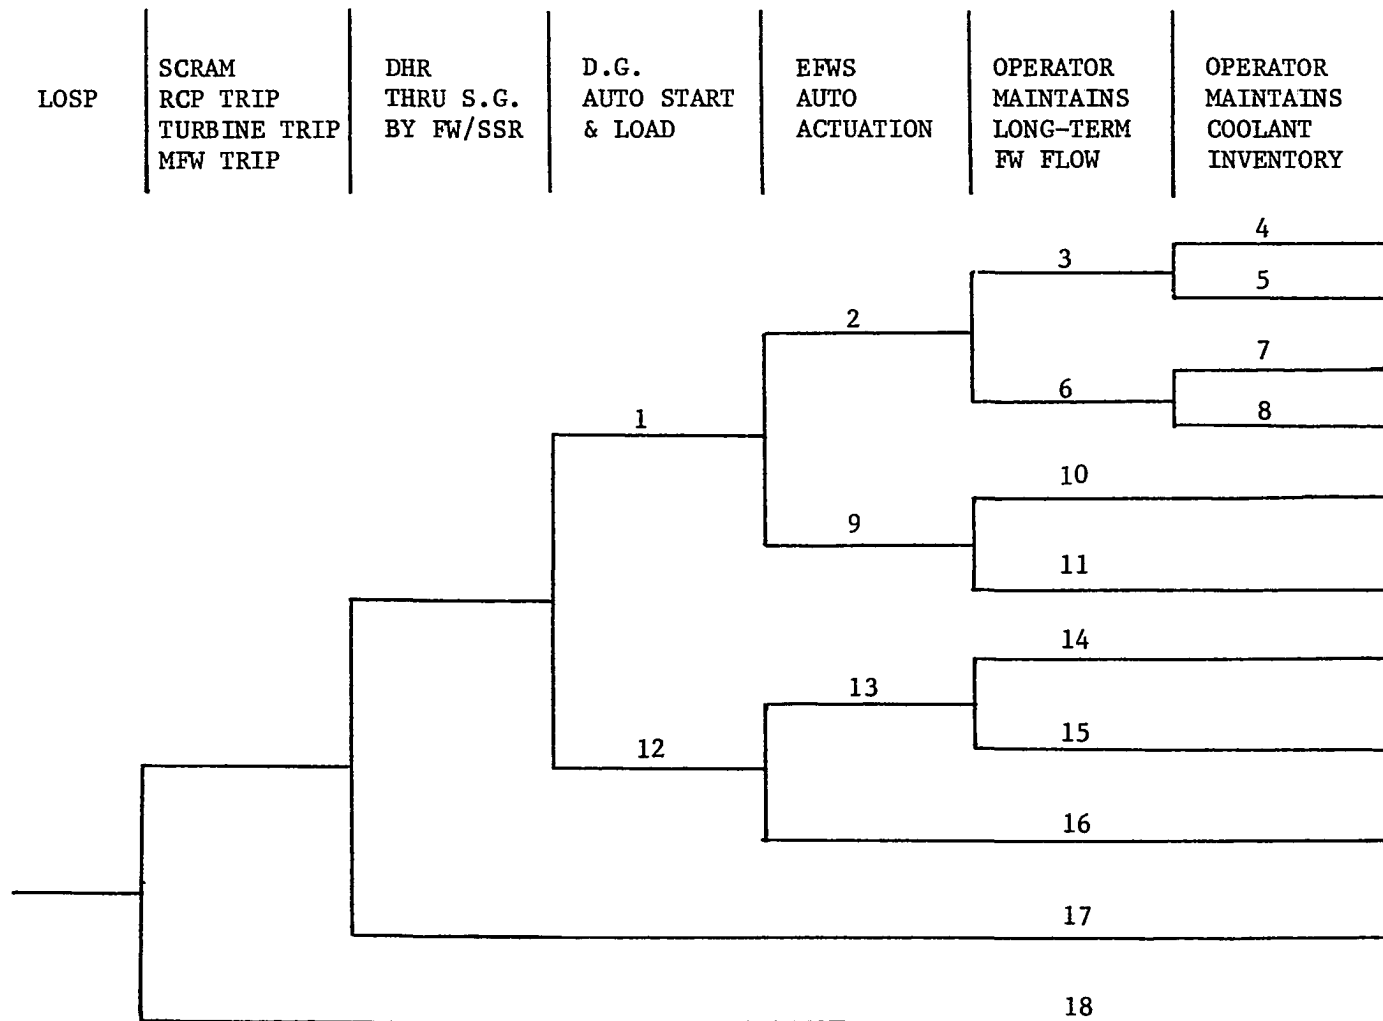 LOSP
SCRAM
RCP TRIP
TURBINE TRIP
MFW TRIP
DHR
THRU S.G.
BY FW/SSR
D.G.
AUTO START
& LOAD
EFWS
AUTO
ACTUATION
OPERATOR
MAINTAINS
LONG-TERM
FW FLOW
OPERATOR
MAINTAINS
COOLANT
INVENTORY
4
3
5
2
7
6
8
1
10
9
11
14
13
15
12
16
17
18